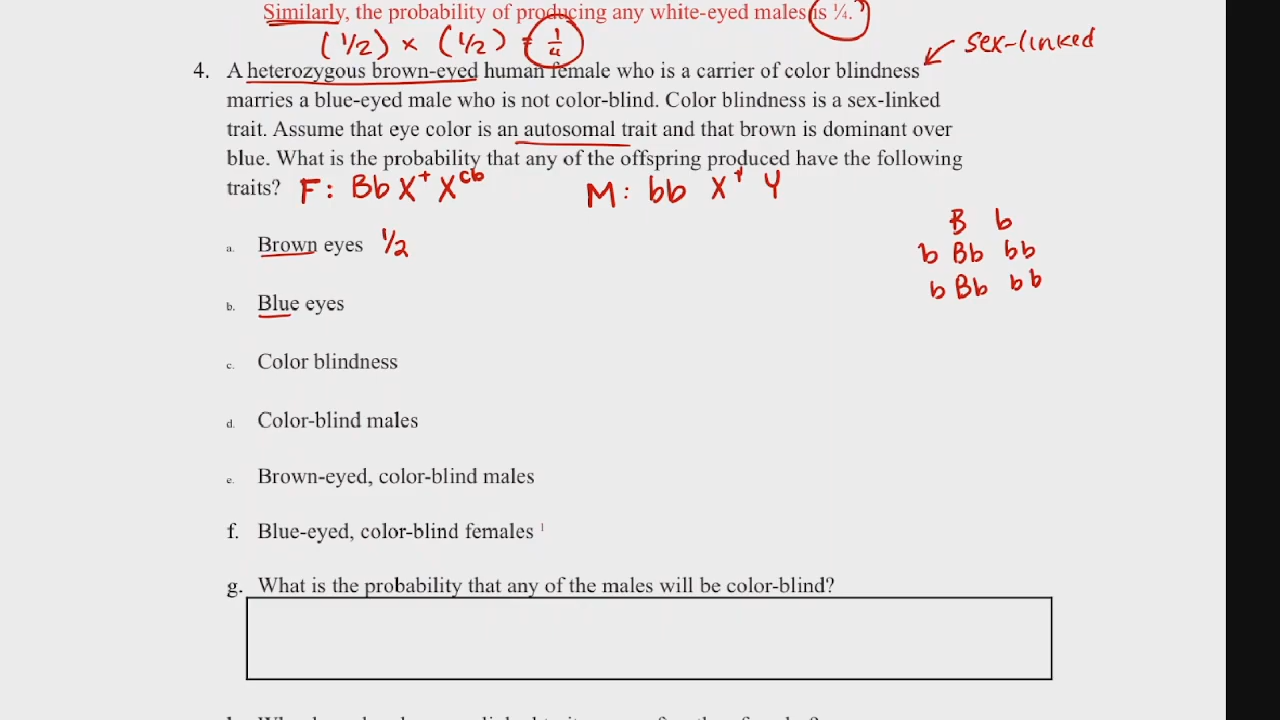 Similarly, the probability of producing any white-eyed males is ¼.
(1/2) × (1/2) = 1/4
sex-linked
4. A heterozygous brown-eyed human female who is a carrier of color blindness
marries a blue-eyed male who is not color-blind. Color blindness is a sex-linked
trait. Assume that eye color is an autosomal trait and that brown is dominant over
blue. What is the probability that any of the offspring produced have the following
traits? F: Bb X⁺ Xᶜᵇ M: bb X⁺ Y
B b
a. Brown eyes 1/2
b Bb bb
b Bb bb
b. Blue eyes
c. Color blindness
d. Color-blind males
e. Brown-eyed, color-blind males
f. Blue-eyed, color-blind females
g. What is the probability that any of the males will be color-blind?